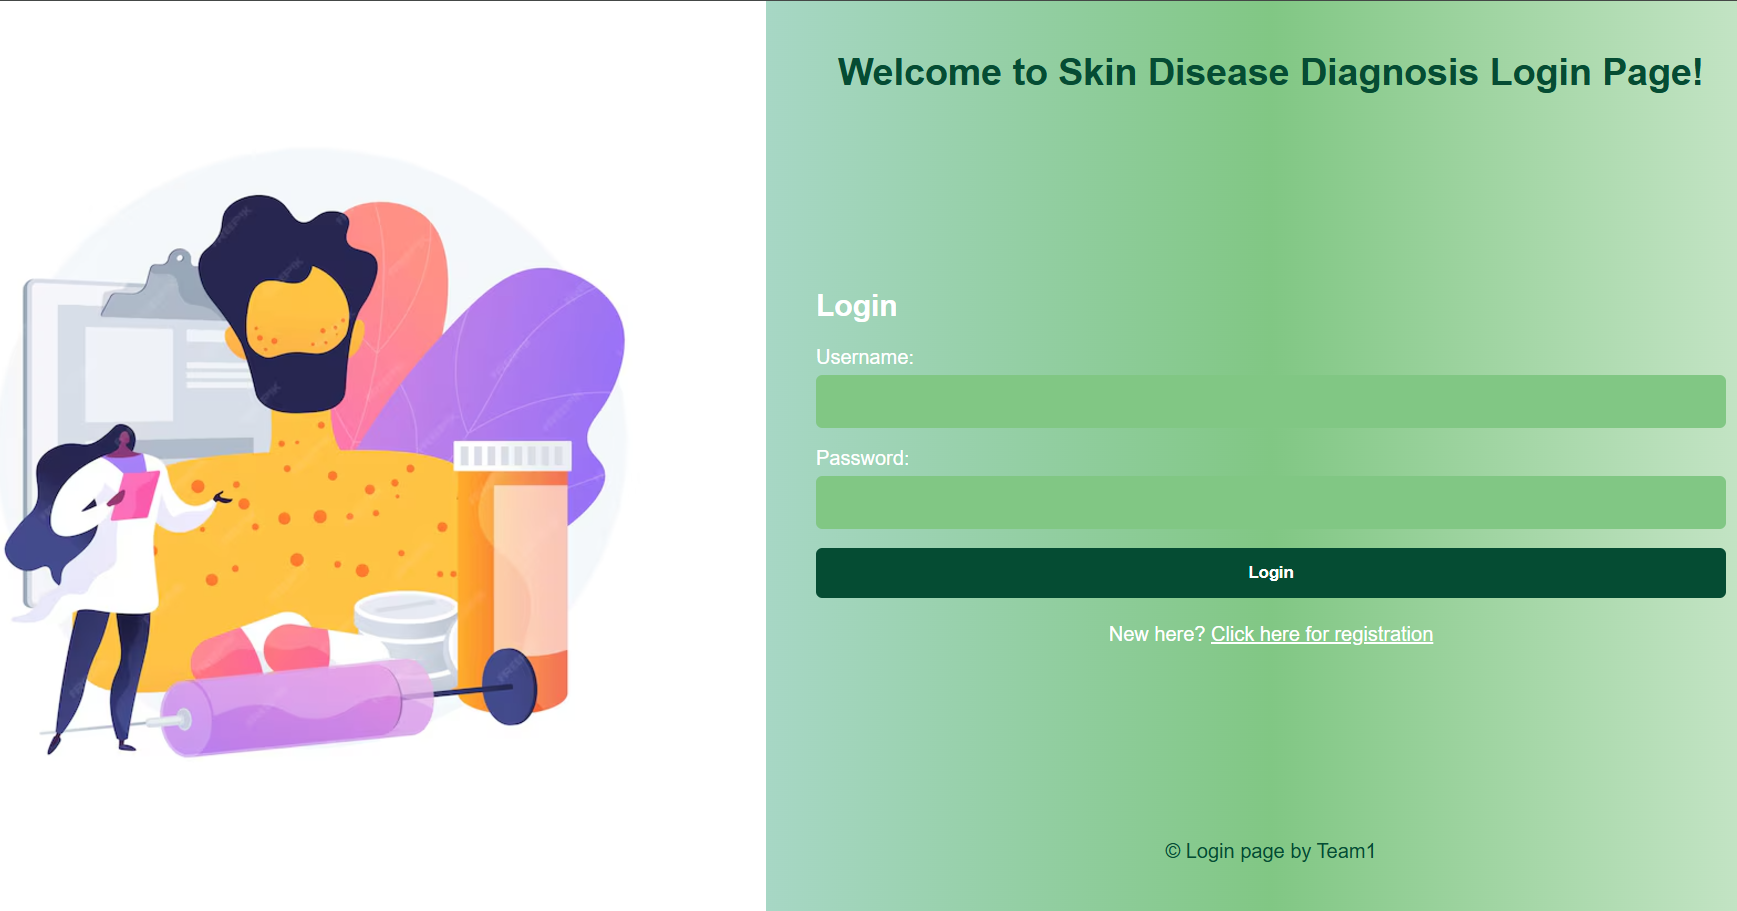 Welcome to Skin Disease Diagnosis Login Page!
Login
Username:
Password:
Login
New here? Click here for registration
© Login page by Team1